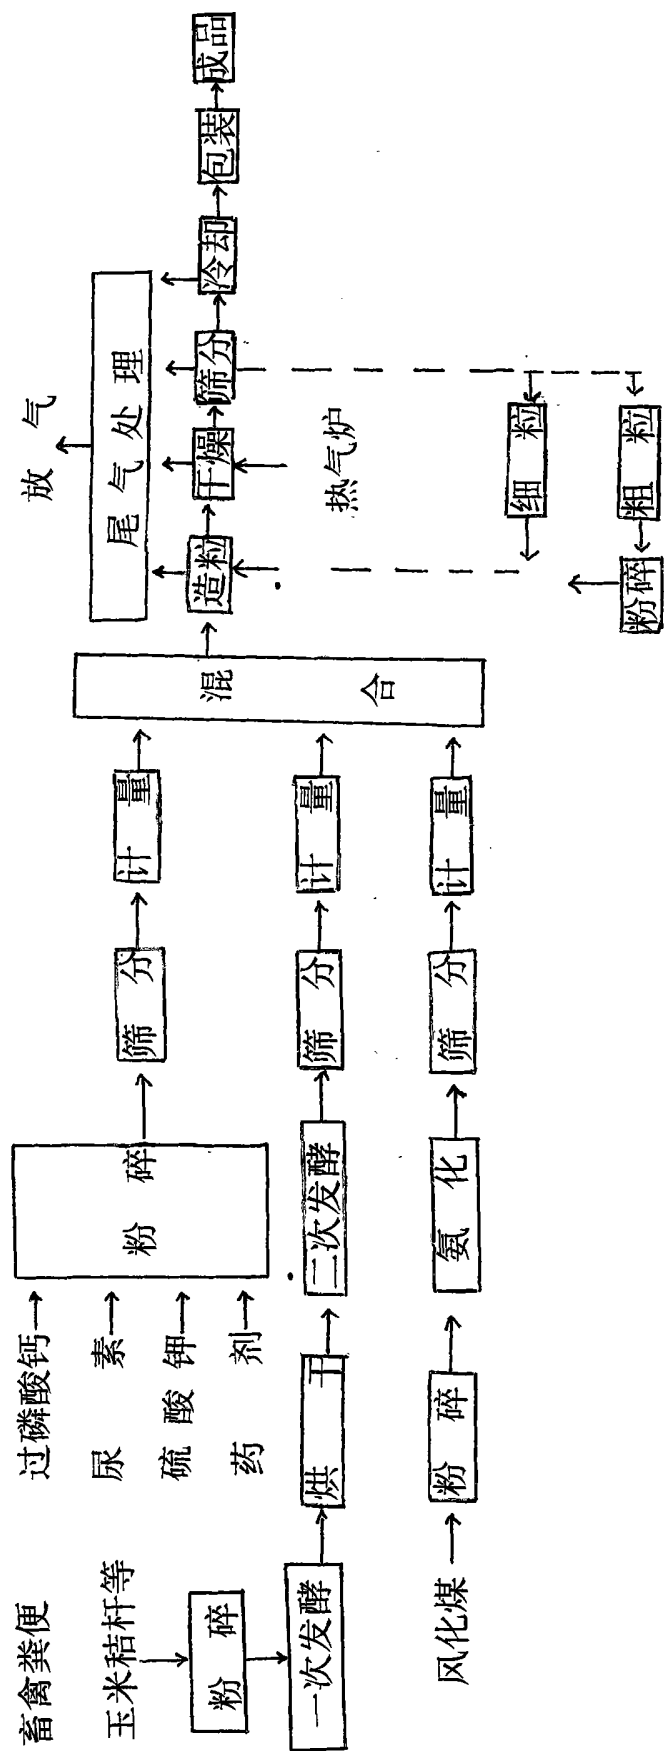 畜禽粪便
玉米秸杆等
粉碎
一次发酵
烘干
二次发酵
筛分
计量
过磷酸钙
尿素
硫酸钾
药剂
粉碎
筛分
计量
风化煤
粉碎
氨化
筛分
计量
混合
造粒
干燥
筛分
冷却
包装
成品
尾气处理
放气
热气炉
细粒
粗粒
粉碎